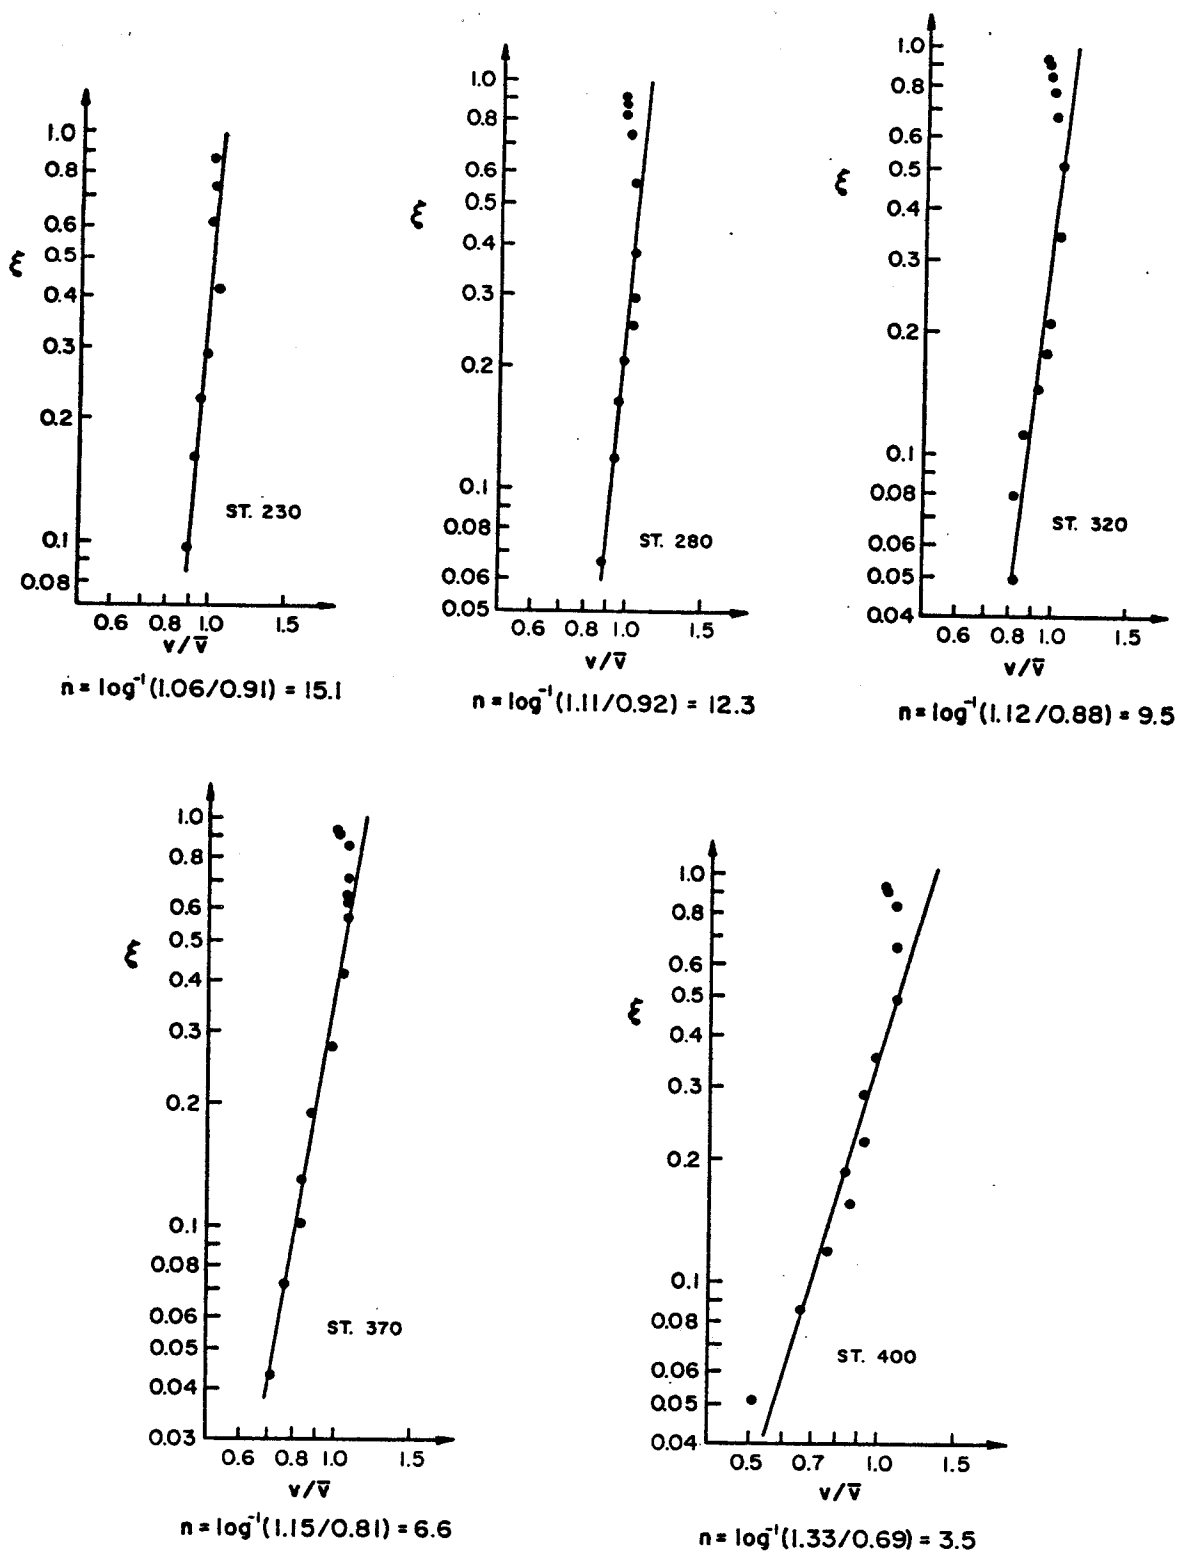 1.0
0.8
0.6
0.5
0.4
0.3
0.2
0.1
0.08
ξ
ST. 230
0.6 0.8 1.0 1.5
v/v̅
n = log⁻¹(1.06/0.91) = 15.1
1.0
0.8
0.6
0.5
0.4
0.3
0.2
0.1
0.08
0.06
0.05
ξ
ST. 280
0.6 0.8 1.0 1.5
v/v̅
n = log⁻¹(1.11/0.92) = 12.3
1.0
0.8
0.6
0.5
0.4
0.3
0.2
0.1
0.08
0.06
0.05
0.04
ξ
ST. 320
0.6 0.8 1.0 1.5
v/v̅
n = log⁻¹(1.12/0.88) = 9.5
1.0
0.8
0.6
0.5
0.4
0.3
0.2
0.1
0.08
0.06
0.05
0.04
0.03
ξ
ST. 370
0.6 0.8 1.0 1.5
v/v̅
n = log⁻¹(1.15/0.81) = 6.6
1.0
0.8
0.6
0.5
0.4
0.3
0.2
0.1
0.08
0.06
0.05
0.04
ξ
ST. 400
0.5 0.7 1.0 1.5
v/v̅
n = log⁻¹(1.33/0.69) = 3.5